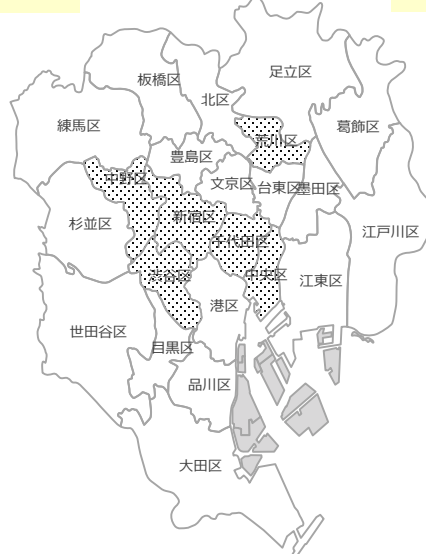 足立区
板橋区
北区
練馬区
荒川区
葛飾区
豊島区
中野区
文京区
台東区
墨田区
杉並区
新宿区
江戸川区
千代田区
渋谷区
中央区
江東区
港区
世田谷区
目黒区
品川区
大田区